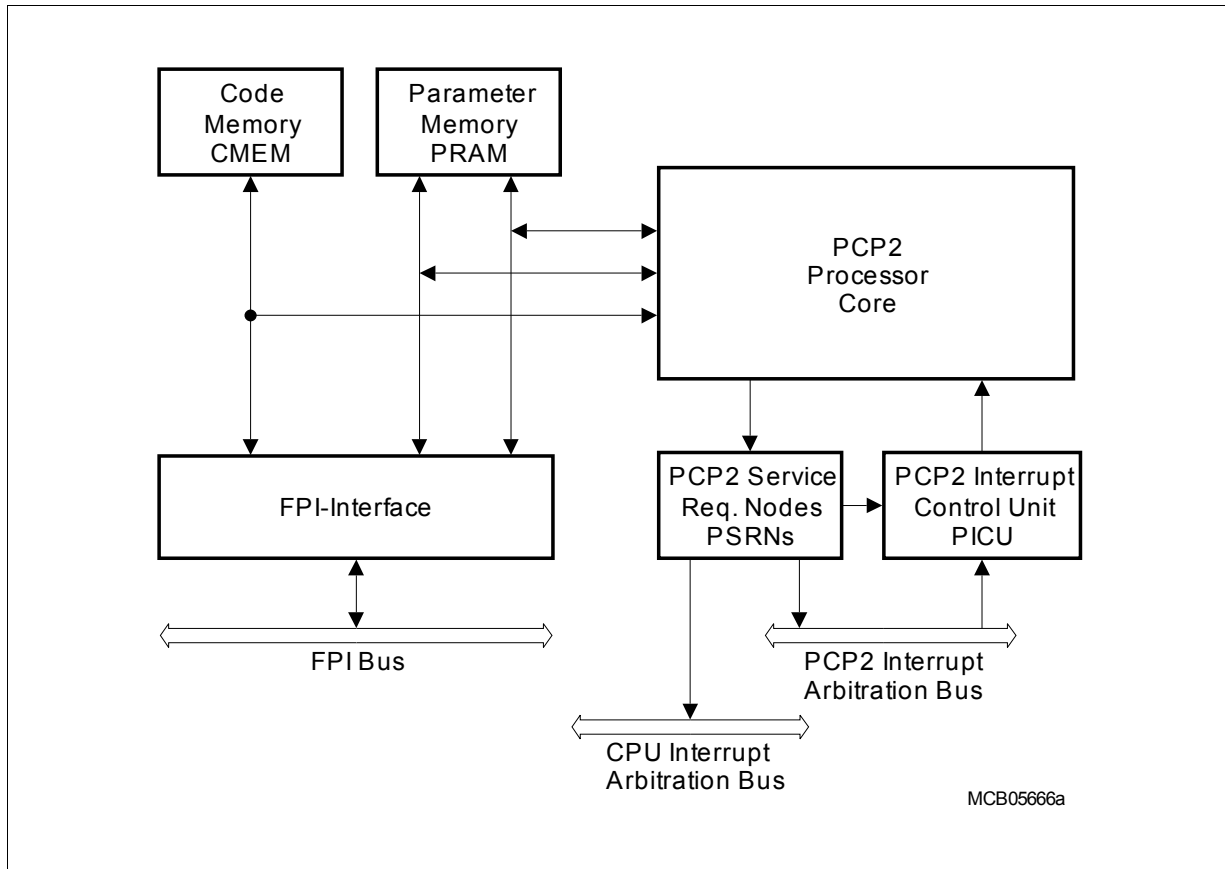 Code
Memory
CMEM
Parameter
Memory
PRAM
PCP2
Processor
Core
FPI-Interface
PCP2 Service
Req. Nodes
PSRNs
PCP2 Interrupt
Control Unit
PICU
FPI Bus
PCP2 Interrupt
Arbitration Bus
CPU Interrupt
Arbitration Bus
MCB05666a